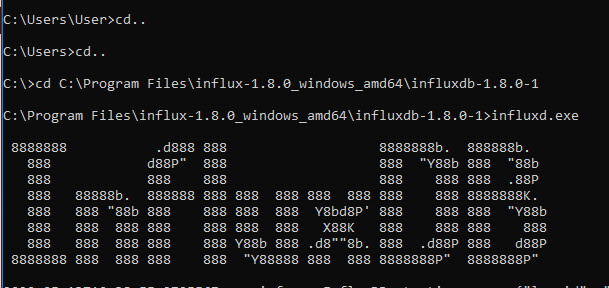 C:\Users\User>cd..
C:\Users>cd..
C:\>cd C:\Program Files\influx-1.8.0_windows_amd64\influxdb-1.8.0-1
C:\Program Files\influx-1.8.0_windows_amd64\influxdb-1.8.0-1>influxd.exe
8888888           .d888 888                   8888888b.  888888b.
  888            d88P"  888                   888  "Y88b 888  "88b
  888            888    888                   888    888 888  .88P
  888   88888b.  888888 888 888  888 888  888 888    888 8888888K.
  888   888 "88b 888    888 888  888  Y8bd8P' 888    888 888  "Y88b
  888   888  888 888    888 888  888   X88K   888    888 888    888
  888   888  888 888    888 Y88b 888 .d8""8b. 888  .d88P 888   d88P
8888888 888  888 888    888  "Y88888 888  888 8888888P"  8888888P"